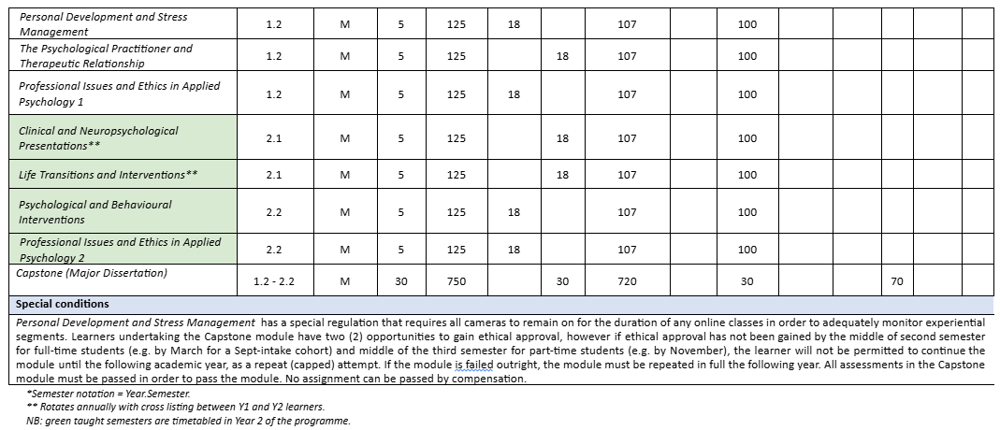 Personal Development and Stress
Management 1.2 M 5 125 18 107 100
The Psychological Practitioner and
Therapeutic Relationship 1.2 M 5 125 18 107 100
Professional Issues and Ethics in Applied
Psychology 1 1.2 M 5 125 18 107 100
Clinical and Neuropsychological
Presentations** 2.1 M 5 125 18 107 100
Life Transitions and Interventions** 2.1 M 5 125 18 107 100
Psychological and Behavioural
Interventions 2.2 M 5 125 18 107 100
Professional Issues and Ethics in Applied
Psychology 2 2.2 M 5 125 18 107 100
Capstone (Major Dissertation) 1.2 - 2.2 M 30 750 30 720 30 70
Special conditions
Personal Development and Stress Management has a special regulation that requires all cameras to remain on for the duration of any online classes in order to adequately monitor experiential
segments. Learners undertaking the Capstone module have two (2) opportunities to gain ethical approval, however if ethical approval has not been gained by the middle of second semester
for full-time students (e.g. by March for a Sept-intake cohort) and middle of the third semester for part-time students (e.g. by November), the learner will not be permitted to continue the
module until the following academic year, as a repeat (capped) attempt. If the module is failed outright, the module must be repeated in full the following year. All assessments in the Capstone
module must be passed in order to pass the module. No assignment can be passed by compensation.
*Semester notation = Year.Semester.
** Rotates annually with cross listing between Y1 and Y2 learners.
NB: green taught semesters are timetabled in Year 2 of the programme.